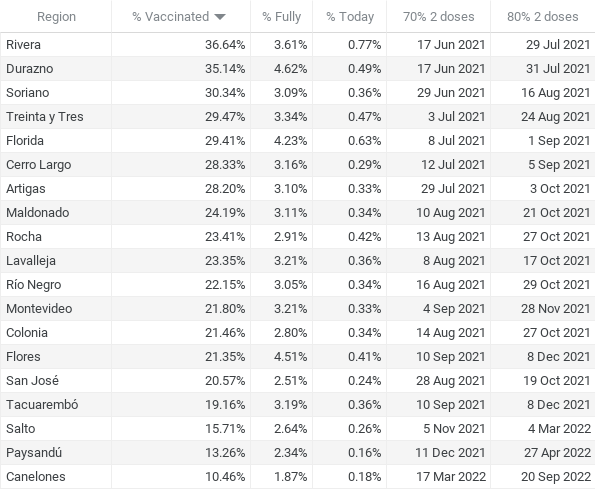 Region % Vaccinated % Fully % Today 70% 2 doses 80% 2 doses
Rivera 36.64% 3.61% 0.77% 17 Jun 2021 29 Jul 2021
Durazno 35.14% 4.62% 0.49% 17 Jun 2021 31 Jul 2021
Soriano 30.34% 3.09% 0.36% 29 Jun 2021 16 Aug 2021
Treinta y Tres 29.47% 3.34% 0.47% 3 Jul 2021 24 Aug 2021
Florida 29.41% 4.23% 0.63% 8 Jul 2021 1 Sep 2021
Cerro Largo 28.33% 3.16% 0.29% 12 Jul 2021 5 Sep 2021
Artigas 28.20% 3.10% 0.33% 29 Jul 2021 3 Oct 2021
Maldonado 24.19% 3.11% 0.34% 10 Aug 2021 21 Oct 2021
Rocha 23.41% 2.91% 0.42% 13 Aug 2021 27 Oct 2021
Lavalleja 23.35% 3.21% 0.36% 8 Aug 2021 17 Oct 2021
Río Negro 22.15% 3.05% 0.34% 16 Aug 2021 29 Oct 2021
Montevideo 21.80% 3.21% 0.33% 4 Sep 2021 28 Nov 2021
Colonia 21.46% 2.80% 0.34% 14 Aug 2021 27 Oct 2021
Flores 21.35% 4.51% 0.41% 10 Sep 2021 8 Dec 2021
San José 20.57% 2.51% 0.24% 28 Aug 2021 19 Oct 2021
Tacuarembó 19.16% 3.19% 0.36% 10 Sep 2021 8 Dec 2021
Salto 15.71% 2.64% 0.26% 5 Nov 2021 4 Mar 2022
Paysandú 13.26% 2.34% 0.16% 11 Dec 2021 27 Apr 2022
Canelones 10.46% 1.87% 0.18% 17 Mar 2022 20 Sep 2022